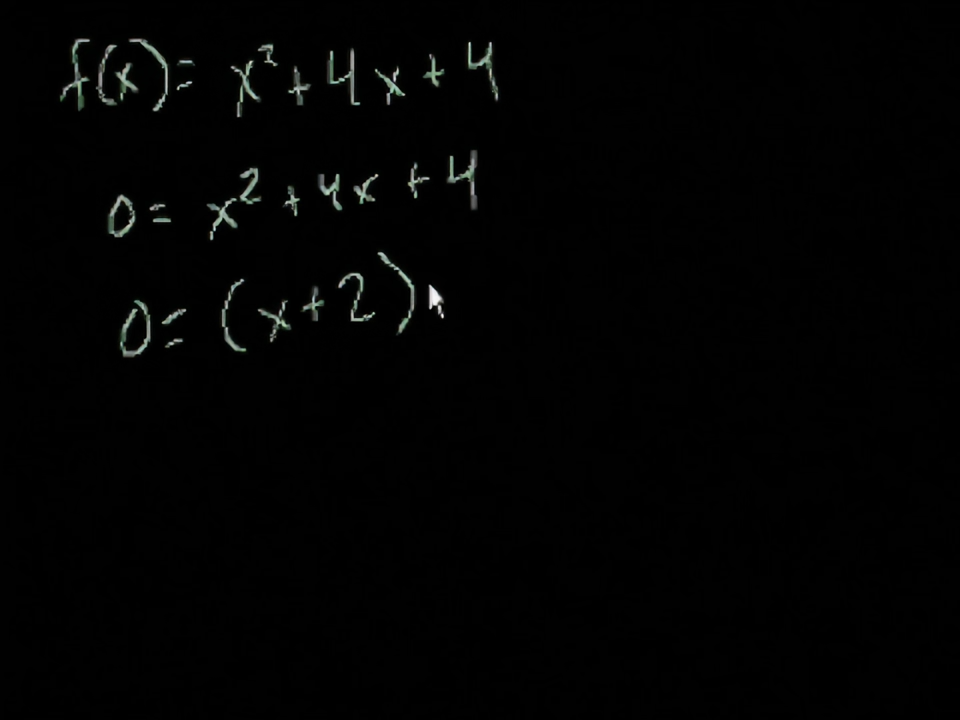 f(x) = x² + 4x + 4
0 = x² + 4x + 4
0 = (x + 2)